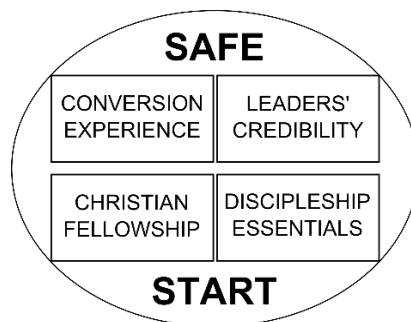 SAFE
CONVERSION
EXPERIENCE
LEADERS'
CREDIBILITY
CHRISTIAN
FELLOWSHIP
DISCIPLESHIP
ESSENTIALS
START